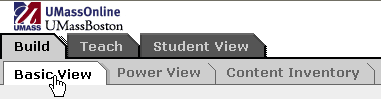 UMassOnline
UMASS UMassBoston
Build Teach Student View
Basic View Power View Content Inventory